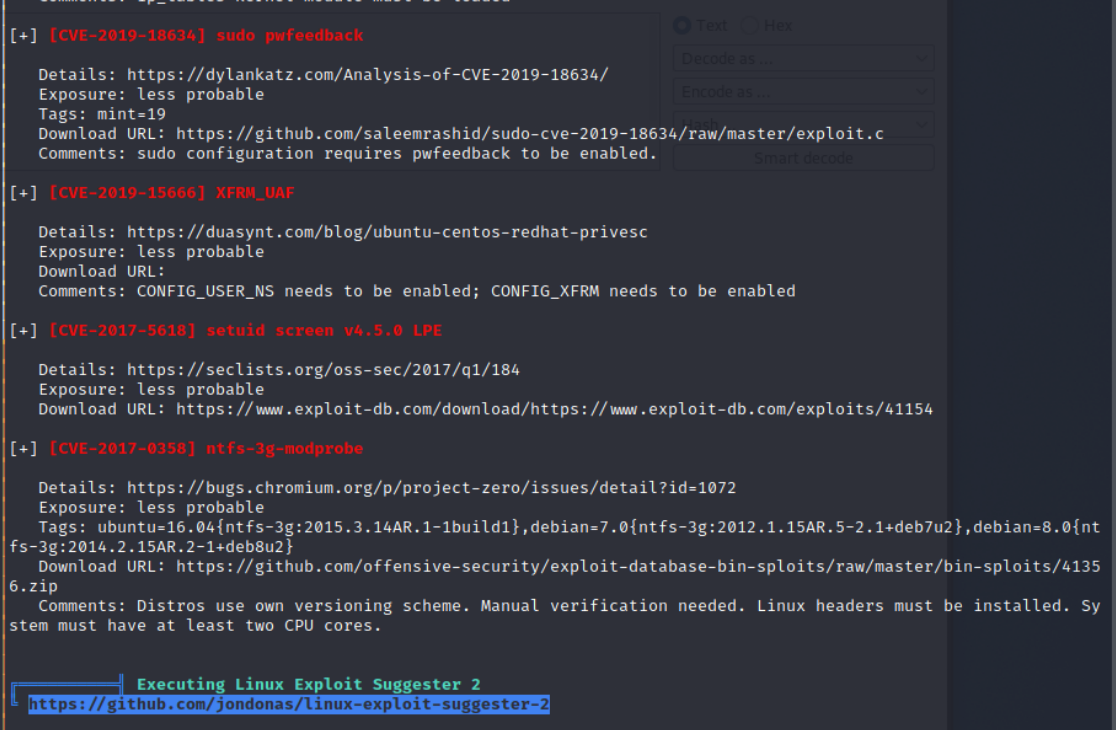 [+] [CVE-2019-18634] sudo pwfeedback
Text Hex
Details: https://dylankatz.com/Analysis-of-CVE-2019-18634/
Decode as ...
Exposure: less probable
Encode as ...
Tags: mint=19
Hash
Download URL: https://github.com/saleemrashid/sudo-cve-2019-18634/raw/master/exploit.c
Comments: sudo configuration requires pwfeedback to be enabled.
Smart decode
[+] [CVE-2019-15666] XFRM_UAF
Details: https://duasynt.com/blog/ubuntu-centos-redhat-privesc
Exposure: less probable
Download URL:
Comments: CONFIG_USER_NS needs to be enabled; CONFIG_XFRM needs to be enabled
[+] [CVE-2017-5618] setuid screen v4.5.0 LPE
Details: https://seclists.org/oss-sec/2017/q1/184
Exposure: less probable
Download URL: https://www.exploit-db.com/download/https://www.exploit-db.com/exploits/41154
[+] [CVE-2017-0358] ntfs-3g-modprobe
Details: https://bugs.chromium.org/p/project-zero/issues/detail?id=1072
Exposure: less probable
Tags: ubuntu=16.04{ntfs-3g:2015.3.14AR.1-1build1},debian=7.0{ntfs-3g:2012.1.15AR.5-2.1+deb7u2},debian=8.0{nt
fs-3g:2014.2.15AR.2-1+deb8u2}
Download URL: https://github.com/offensive-security/exploit-database-bin-sploits/raw/master/bin-sploits/4135
6.zip
Comments: Distros use own versioning scheme. Manual verification needed. Linux headers must be installed. Sy
stem must have at least two CPU cores.
Executing Linux Exploit Suggester 2
https://github.com/jondonas/linux-exploit-suggester-2